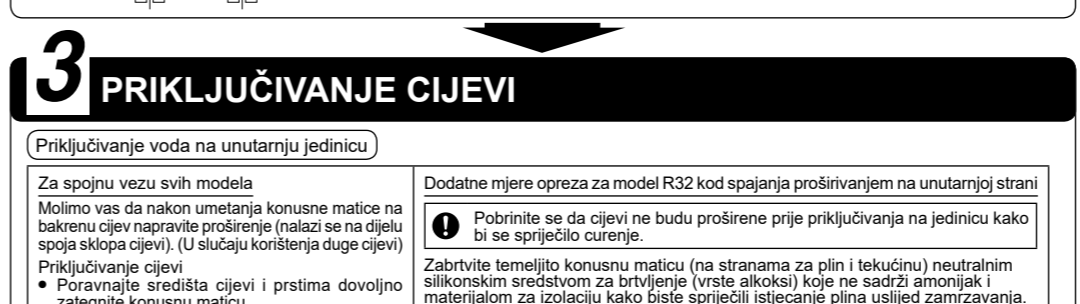 3 PRIKLJUČIVANJE CIJEVI
Priključivanje voda na unutarnju jedinicu
Za spojnu vezu svih modela
Molimo vas da nakon umetanja konusne matice na
bakrenu cijev napravite proširenje (nalazi se na dijelu
spoja sklopa cijevi). (U slučaju korištenja duge cijevi)
Priključivanje cijevi
• Poravnajte središta cijevi i prstima dovoljno
zategnite konusnu maticu.
Dodatne mjere opreza za model R32 kod spajanja proširivanjem na unutarnjoj strani
Pobrinite se da cijevi ne budu proširene prije priključivanja na jedinicu kako
bi se spriječilo curenje.
Zabrtvite temeljito konusnu maticu (na stranama za plin i tekućinu) neutralnim
silikonskim sredstvom za brtvljenje (vrste alkoksi) koje ne sadrži amonijak i
materijalom za izolaciju kako biste spriječili istjecanje plina uslijed zamrzavanja.